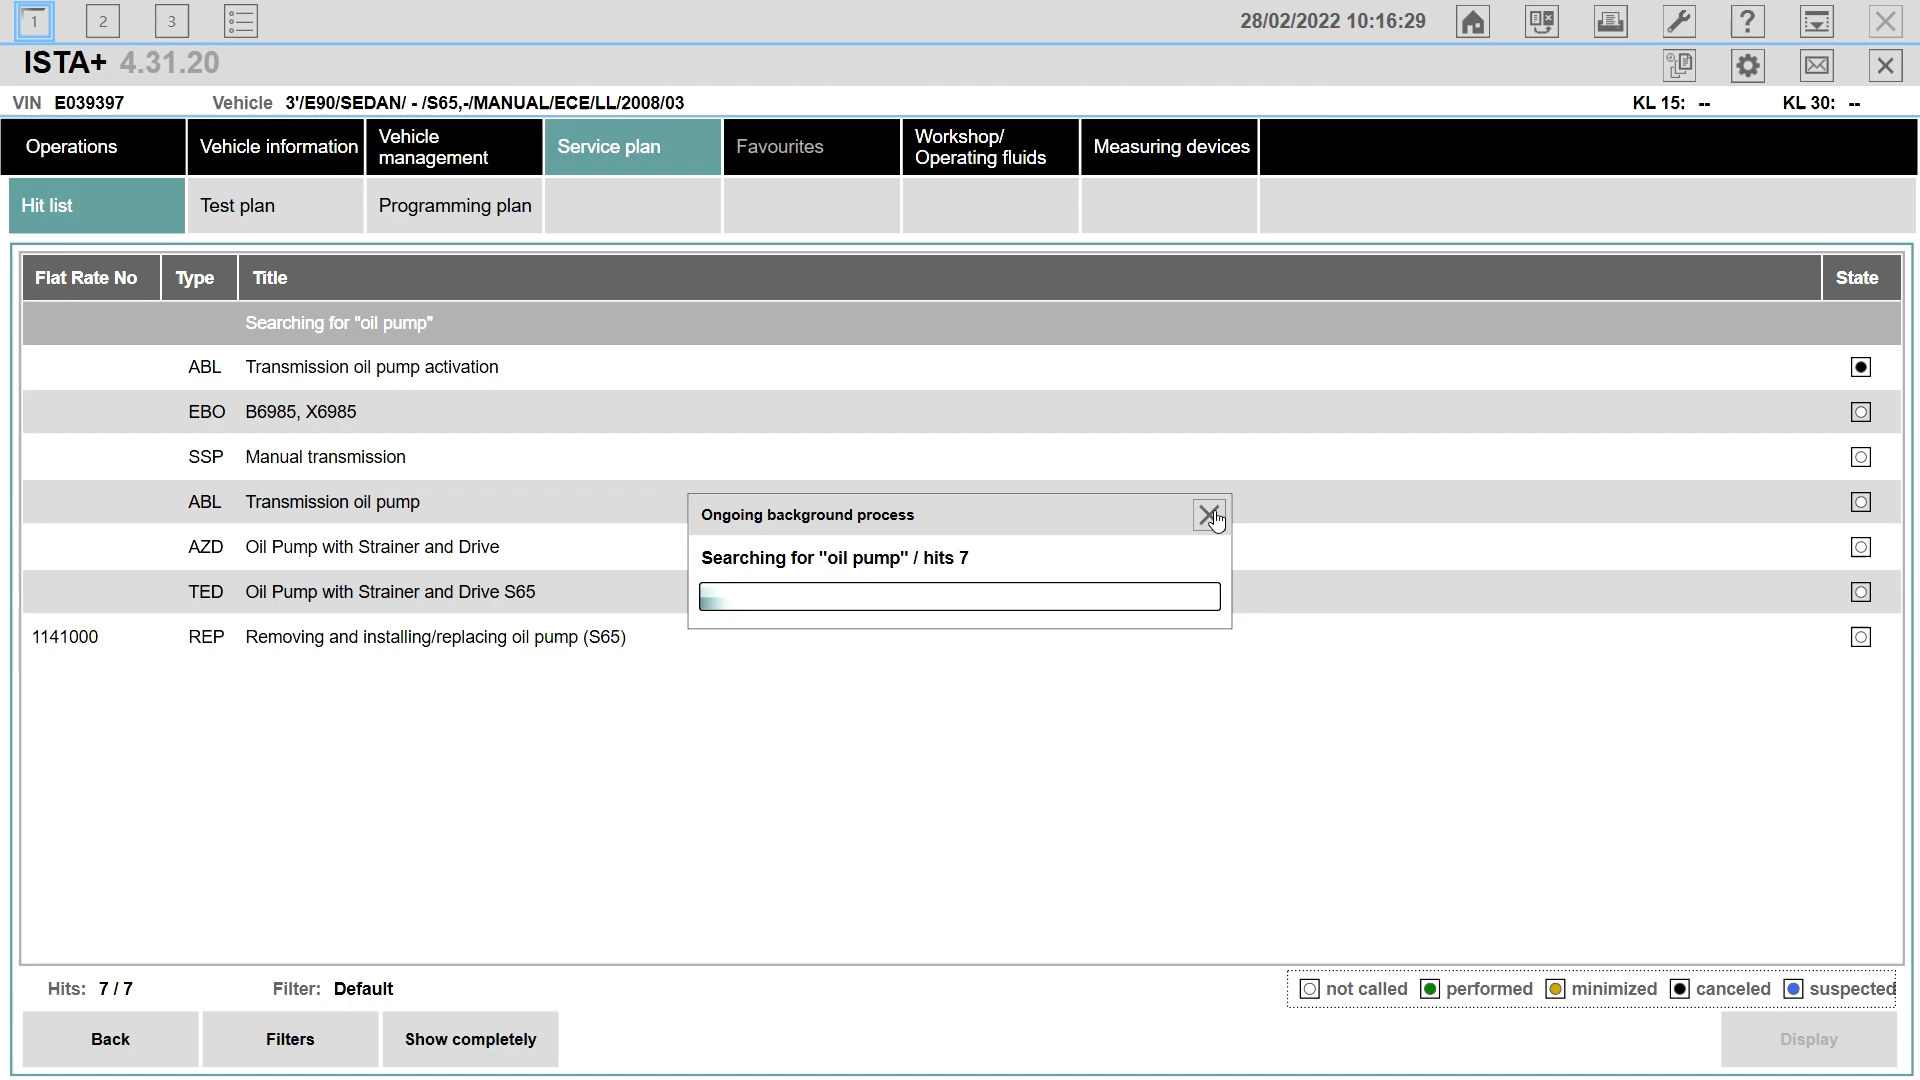 1 2 3 28/02/2022 10:16:29 ?
ISTA+ 4.31.20
VIN E039397 Vehicle 3'/E90/SEDAN/ - /S65,-/MANUAL/ECE/LL/2008/03 KL 15: -- KL 30: --
Operations Vehicle information Vehicle management Service plan Favourites Workshop/ Operating fluids Measuring devices
Hit list Test plan Programming plan
Flat Rate No Type Title State
Searching for "oil pump"
ABL Transmission oil pump activation
EBO B6985, X6985
SSP Manual transmission
ABL Transmission oil pump
AZD Oil Pump with Strainer and Drive
TED Oil Pump with Strainer and Drive S65
1141000 REP Removing and installing/replacing oil pump (S65)
Ongoing background process
Searching for "oil pump" / hits 7
Hits: 7 / 7 Filter: Default not called performed minimized canceled suspected
Back Filters Show completely Display